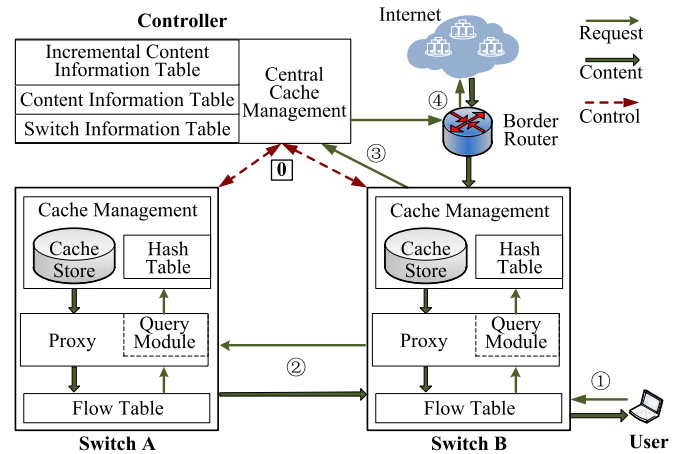 Controller
Internet
Request
Content
Control
Incremental Content
Information Table
Content Information Table
Switch Information Table
Central
Cache
Management
④
Border
Router
③
0
Cache Management
Cache
Store
Hash
Table
Proxy
Query
Module
Flow Table
Switch A
②
Cache Management
Cache
Store
Hash
Table
Proxy
Query
Module
Flow Table
Switch B
①
User